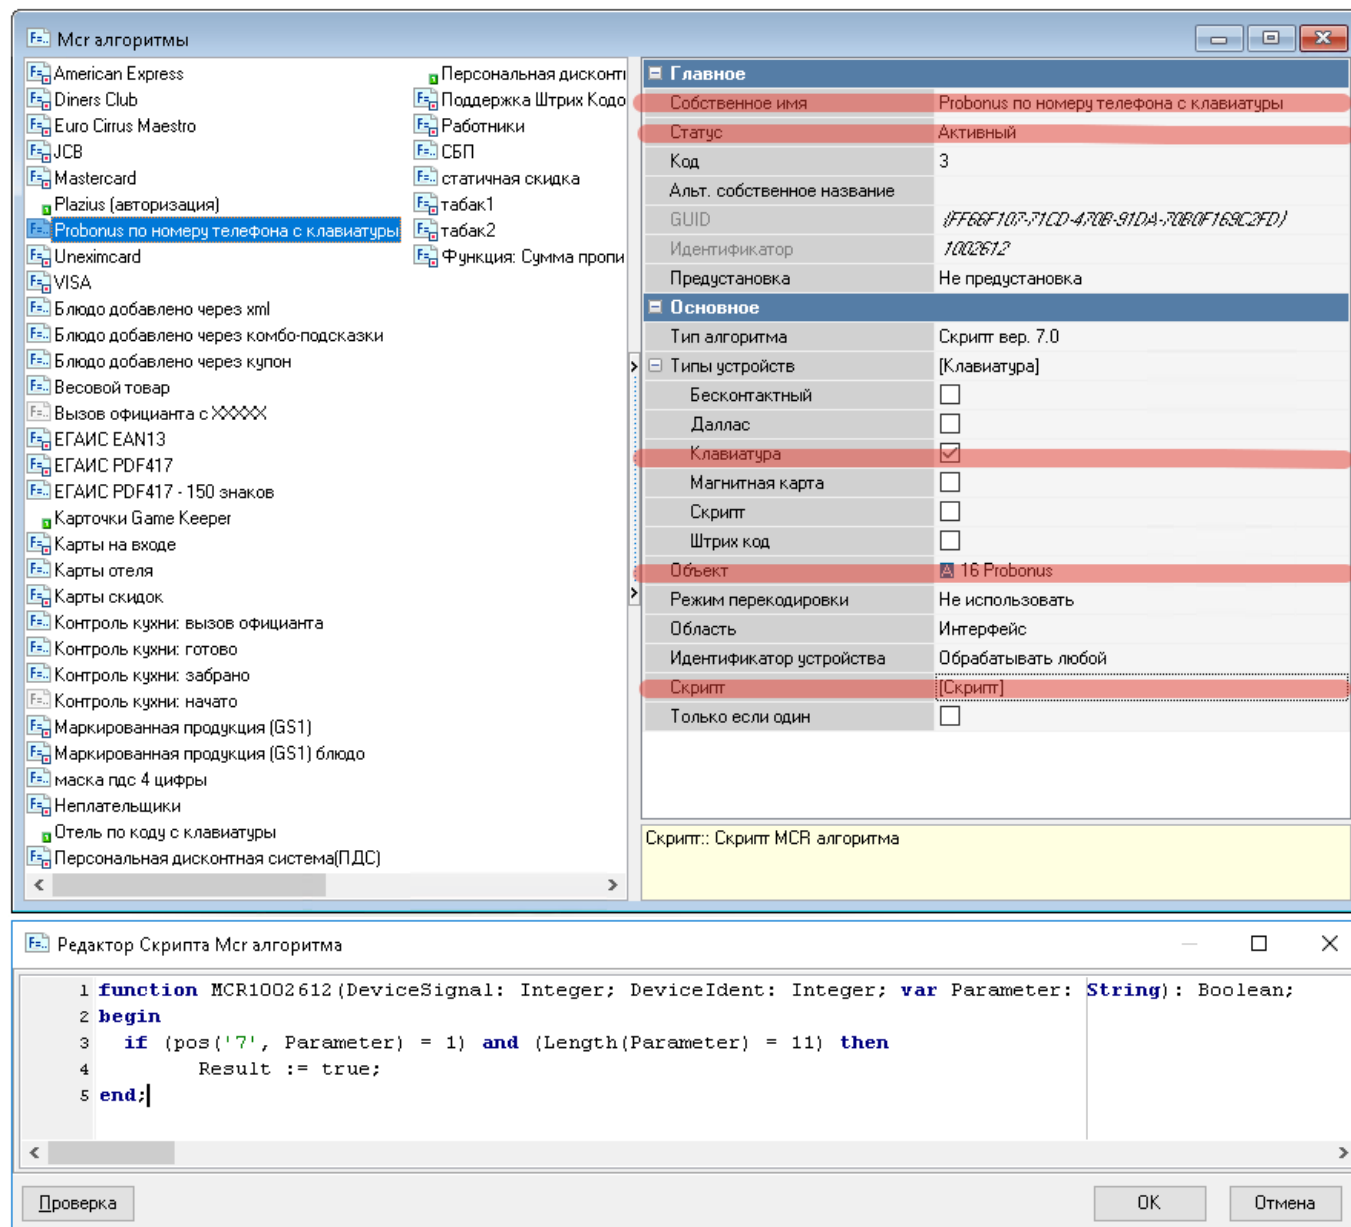 Mcr алгоритмы
American Express
Diners Club
Euro Cirrus Maestro
JCB
Mastercard
Plazius (авторизация)
Probonus по номеру телефона с клавиатуры
Uneximcard
VISA
Блюдо добавлено через xml
Блюдо добавлено через комбо-подсказки
Блюдо добавлено через купон
Весовой товар
Вызов официанта с XXXXX
ЕГАИС EAN13
ЕГАИС PDF417
ЕГАИС PDF417 - 150 знаков
Карточки Game Keeper
Карты на входе
Карты отеля
Карты скидок
Контроль кухни: вызов официанта
Контроль кухни: готово
Контроль кухни: забрано
Контроль кухни: начато
Маркированная продукция (GS1)
Маркированная продукция (GS1) блюдо
маска пдс 4 цифры
Неплательщики
Отель по коду с клавиатуры
Персональная дисконтная система(ПДС)
Персональная дисконт
Поддержка Штрих Кодо
Работники
СБП
статичная скидка
табак1
табак2
Функция: Сумма пропи
Главное
Собственное имя Probonus по номеру телефона с клавиатуры
Статус Активный
Код 3
Альт. собственное название
GUID {FF66F107-71CD-470B-91DA-70B0F169C2FD}
Идентификатор 1002612
Предустановка Не предустановка
Основное
Тип алгоритма Скрипт вер. 7.0
Типы устройств [Клавиатура]
Бесконтактный
Даллас
Клавиатура
Магнитная карта
Скрипт
Штрих код
Объект 16 Probonus
Режим перекодировки Не использовать
Область Интерфейс
Идентификатор устройства Обрабатывать любой
Скрипт [Скрипт]
Только если один
Скрипт:: Скрипт MCR алгоритма
Редактор Скрипта Mcr алгоритма
1 function MCR1002612(DeviceSignal: Integer; DeviceIdent: Integer; var Parameter: String): Boolean;
2 begin
3 if (pos('7', Parameter) = 1) and (Length(Parameter) = 11) then
4 Result := true;
5 end;
Проверка OK Отмена